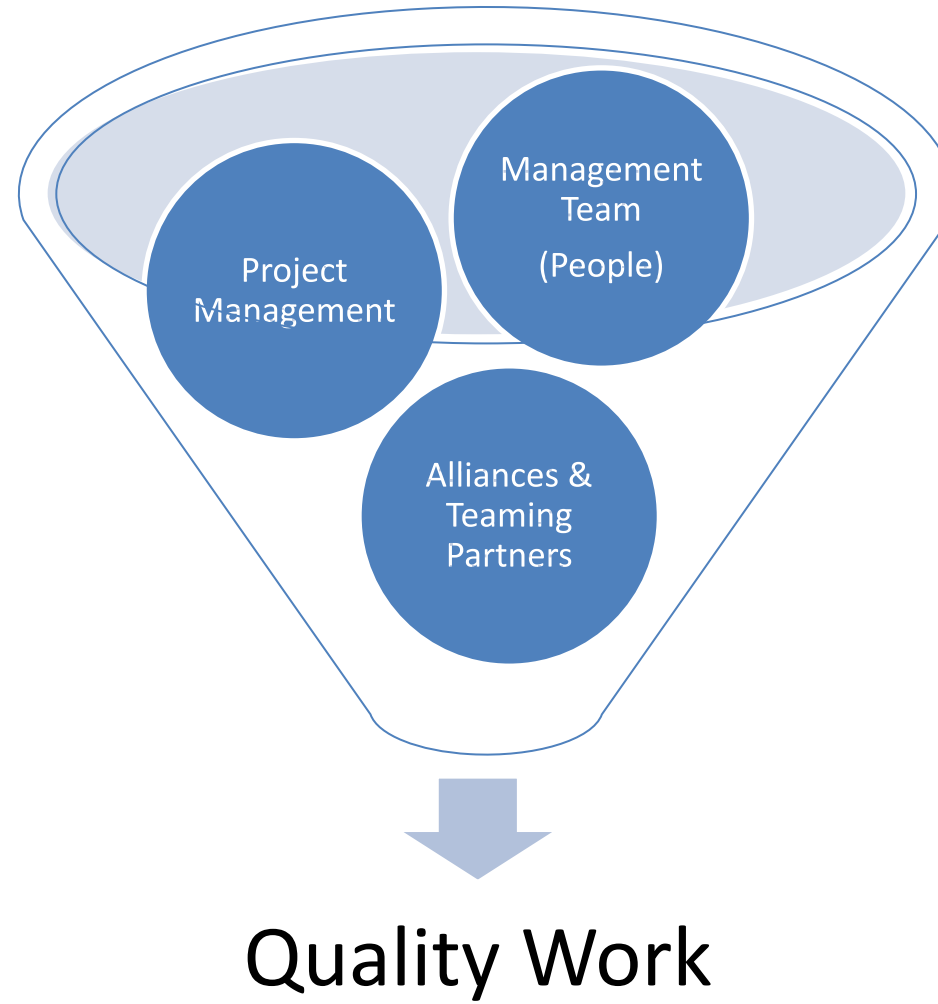 Management
Team
(People)
Project
Management
Alliances &
Teaming
Partners
Quality Work